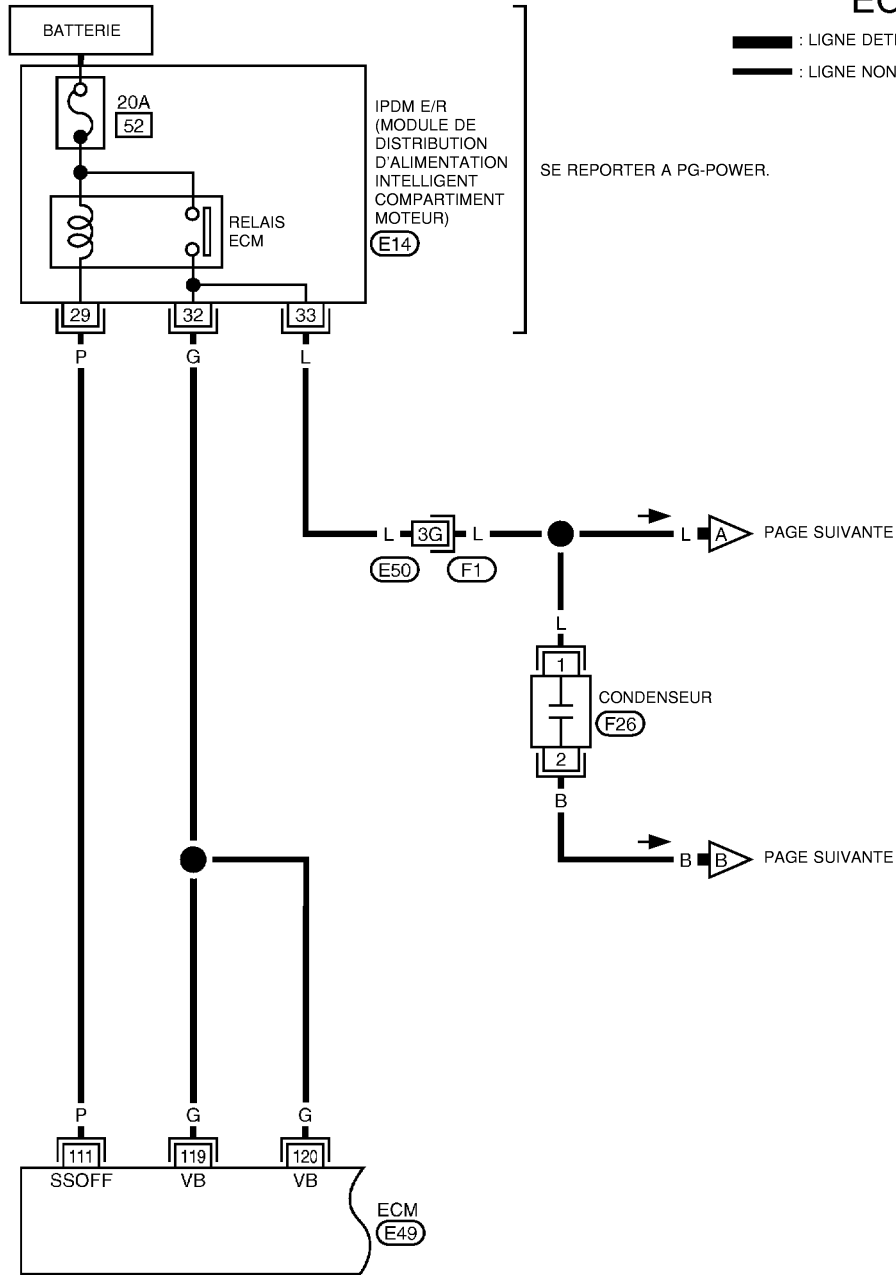 EC
BATTERIE
: LIGNE DETE
: LIGNE NON
20A
52
IPDM E/R
(MODULE DE
DISTRIBUTION
D'ALIMENTATION
INTELLIGENT
COMPARTIMENT
MOTEUR)
E14
SE REPORTER A PG-POWER.
RELAIS
ECM
29 32 33
P G L
L 3G L L A PAGE SUIVANTE
E50 F1
L
1
CONDENSEUR
F26
2
B
B B PAGE SUIVANTE
P G G
111 119 120
SSOFF VB VB
ECM
E49